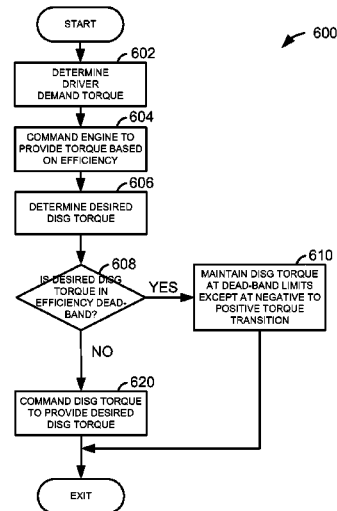 START
600
602
DETERMINE
DRIVER
DEMAND TORQUE
604
COMMAND ENGINE TO
PROVIDE TORQUE BASED
ON EFFICIENCY
606
DETERMINE DESIRED
DISG TORQUE
608
IS DESIRED DISG
TORQUE IN
EFFICIENCY DEAD-
BAND?
YES
610
MAINTAIN DISG TORQUE
AT DEAD-BAND LIMITS
EXCEPT AT NEGATIVE TO
POSITIVE TORQUE
TRANSITION
NO
620
COMMAND DISG TORQUE
TO PROVIDE DESIRED
DISG TORQUE
EXIT